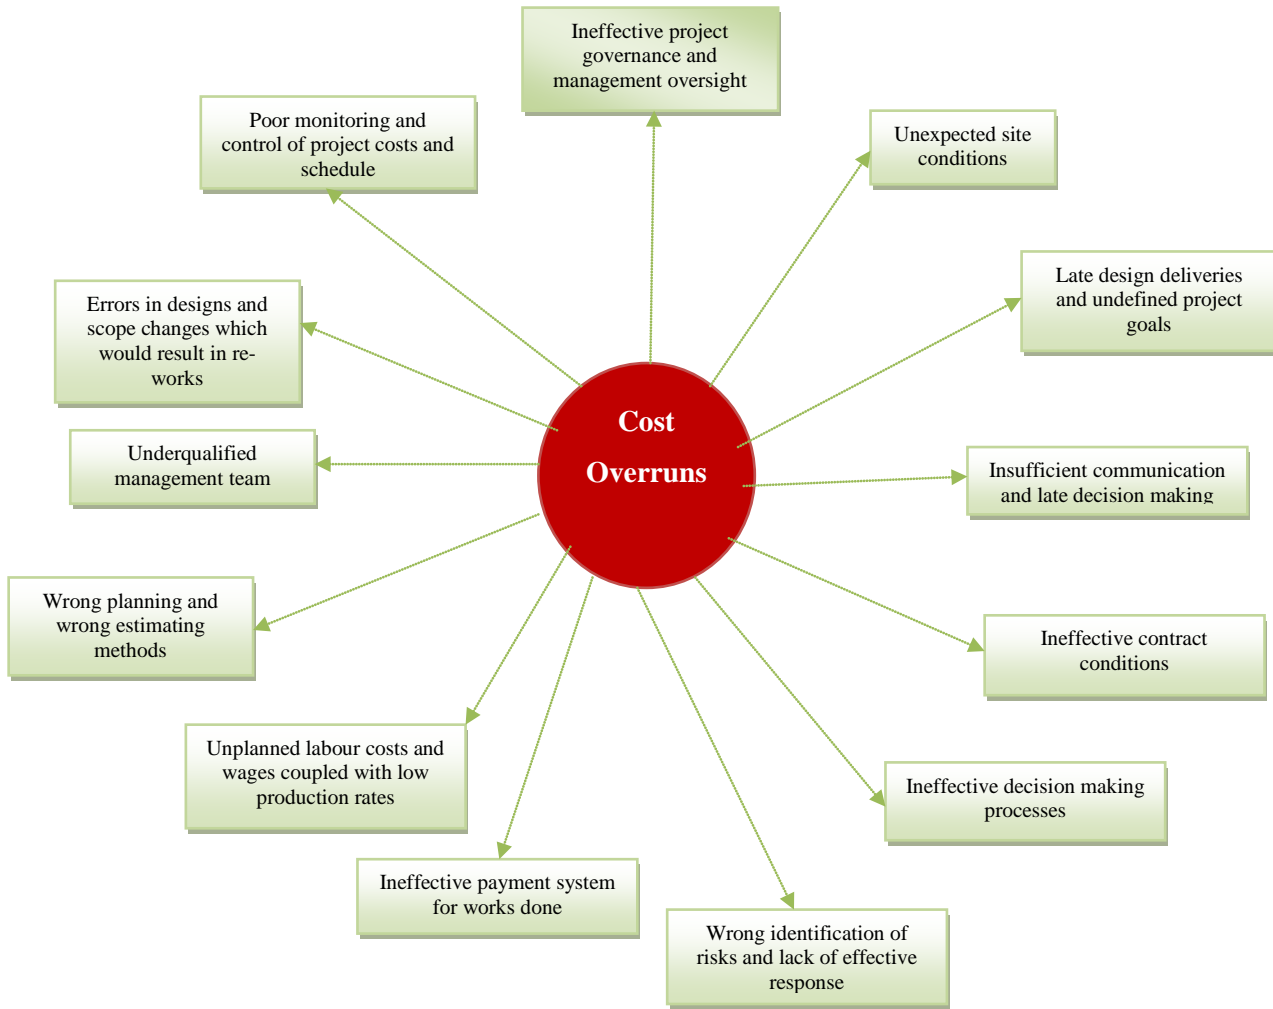 Ineffective project
governance and
management oversight
Poor monitoring and
control of project costs and
schedule
Unexpected site
conditions
Late design deliveries
and undefined project
goals
Errors in designs and
scope changes which
would result in re-
works
Cost
Overruns
Underqualified
management team
Insufficient communication
and late decision making
Wrong planning and
wrong estimating
methods
Ineffective contract
conditions
Unplanned labour costs and
wages coupled with low
production rates
Ineffective decision making
processes
Ineffective payment system
for works done
Wrong identification of
risks and lack of effective
response